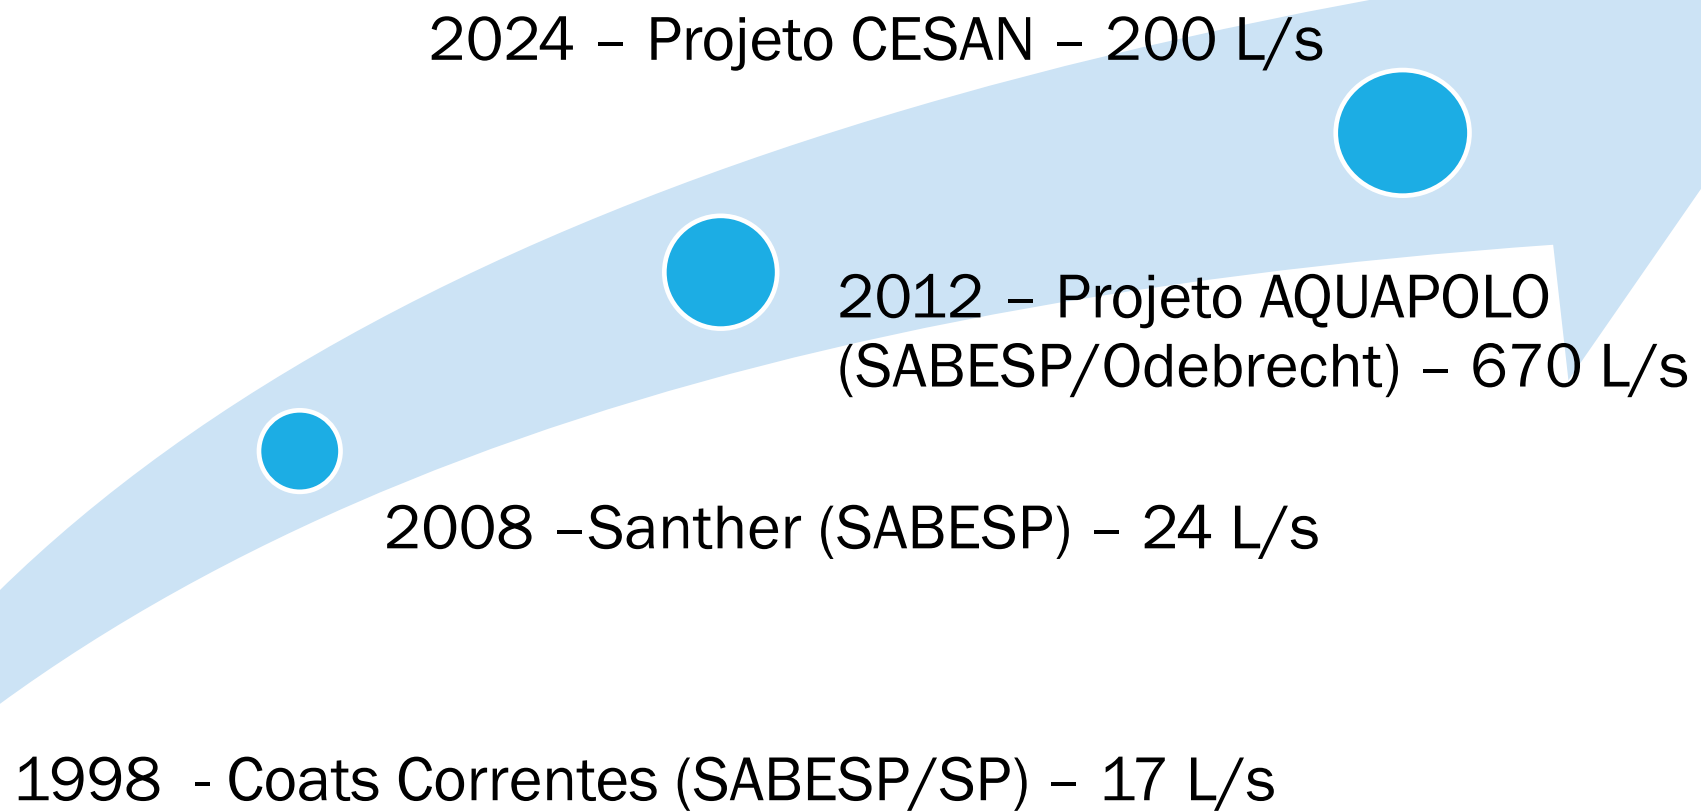 2024 – Projeto CESAN – 200 L/s
2012 – Projeto AQUAPOLO
(SABESP/Odebrecht) – 670 L/s
2008 –Santher (SABESP) – 24 L/s
1998 - Coats Correntes (SABESP/SP) – 17 L/s